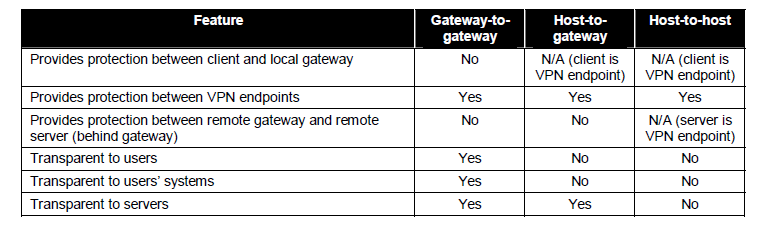 Feature Gateway-to-gateway Host-to-gateway Host-to-host
Provides protection between client and local gateway No N/A (client is VPN endpoint) N/A (client is VPN endpoint)
Provides protection between VPN endpoints Yes Yes Yes
Provides protection between remote gateway and remote server (behind gateway) No No N/A (server is VPN endpoint)
Transparent to users Yes No No
Transparent to users' systems Yes No No
Transparent to servers Yes Yes No